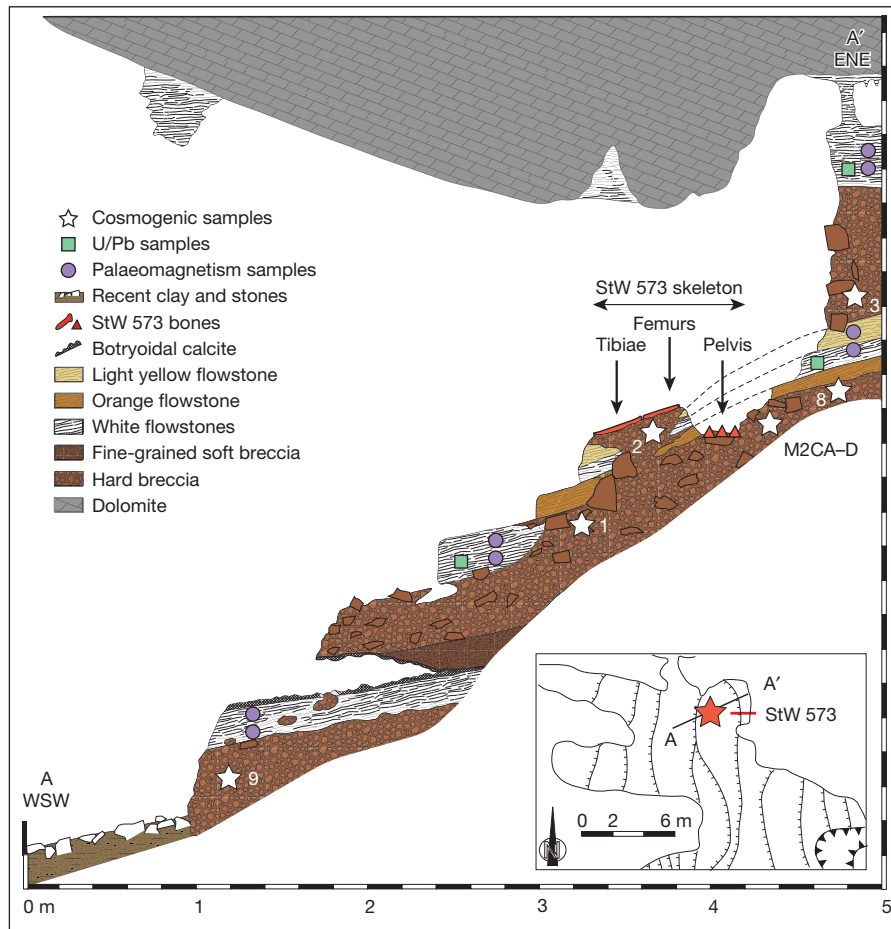 A′
ENE
Cosmogenic samples
U/Pb samples
Palaeomagnetism samples
Recent clay and stones
StW 573 bones
Botryoidal calcite
Light yellow flowstone
Orange flowstone
White flowstones
Fine-grained soft breccia
Hard breccia
Dolomite
StW 573 skeleton
Femurs
Tibiae
Pelvis
3
8
2
M2CA–D
1
9
A
WSW
A′
StW 573
A
0 2 6 m
N
0 m 1 2 3 4 5